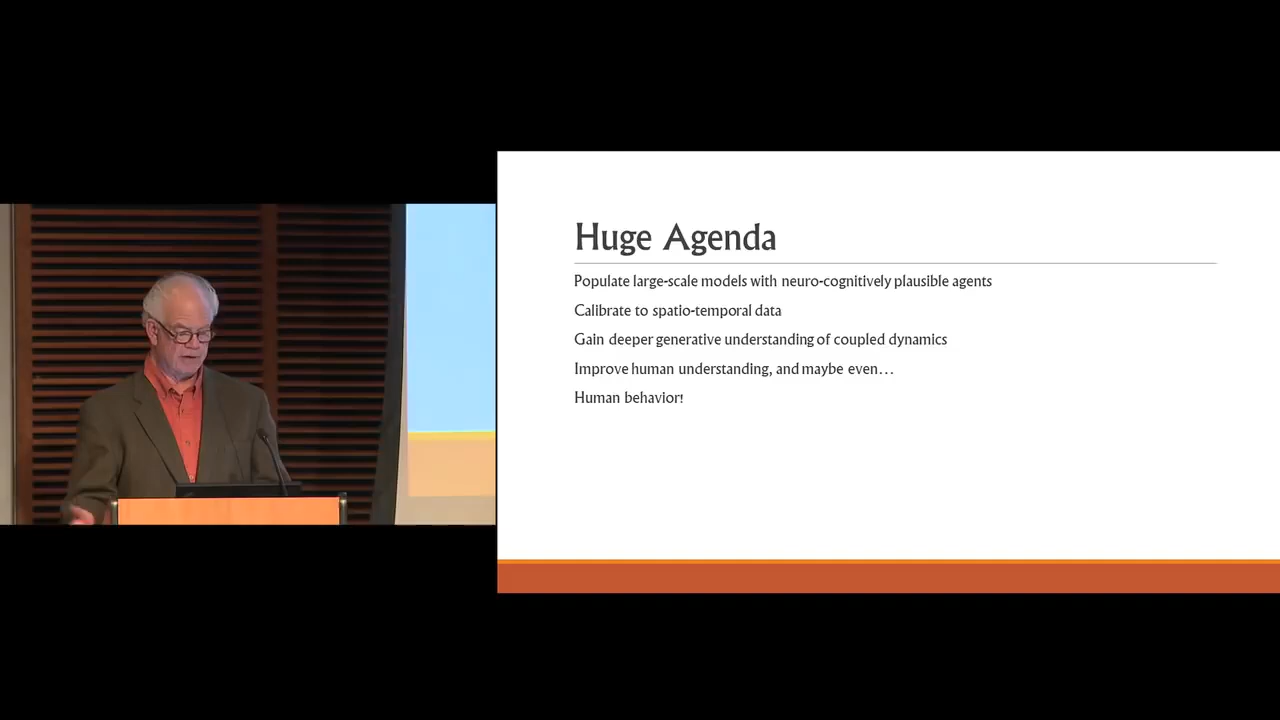 Huge Agenda
Populate large-scale models with neuro-cognitively plausible agents
Calibrate to spatio-temporal data
Gain deeper generative understanding of coupled dynamics
Improve human understanding, and maybe even...
Human behavior!